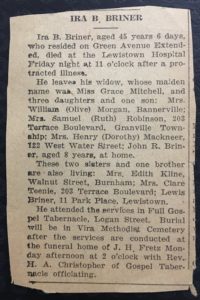 IRA B. BRINER
Ira B. Briner, aged 45 years 6 days,
who resided on Green Avenue Extend-
ed, died at the Lewistown Hospital
Friday night at 11 o'clock after a pro-
tracted illness.
He leaves his widow, whose maiden
name was Miss Grace Mitchell, and
three daughters and one son: Mrs.
William (Olive) Morgan, Bannerville;
Mrs. Samuel (Ruth) Robinson, 203
Terrace Boulevard, Granville Town-
ship; Mrs. Henry (Dorothy) Mackneer,
122 West Water Street; John R. Brin-
er, aged 8 years, at home.
These two sisters and one brother
are also living: Mrs. Edith Kline,
Walnut Street, Burnham; Mrs. Clare
Teenie, 203 Terrace Boulevard; Lewis
Briner, 11 Park Place, Lewistown.
He attended the services in Full Gos-
pel Tabernacle, Logan Street. Burial
will be in Vira Methodist Cemetery
after the services are conducted at
the funeral home of J. H. Frets Mon-
day afternoon at 2 o'clock with Rev.
H. A. Christopher of Gospel Taber-
nacle officiating.